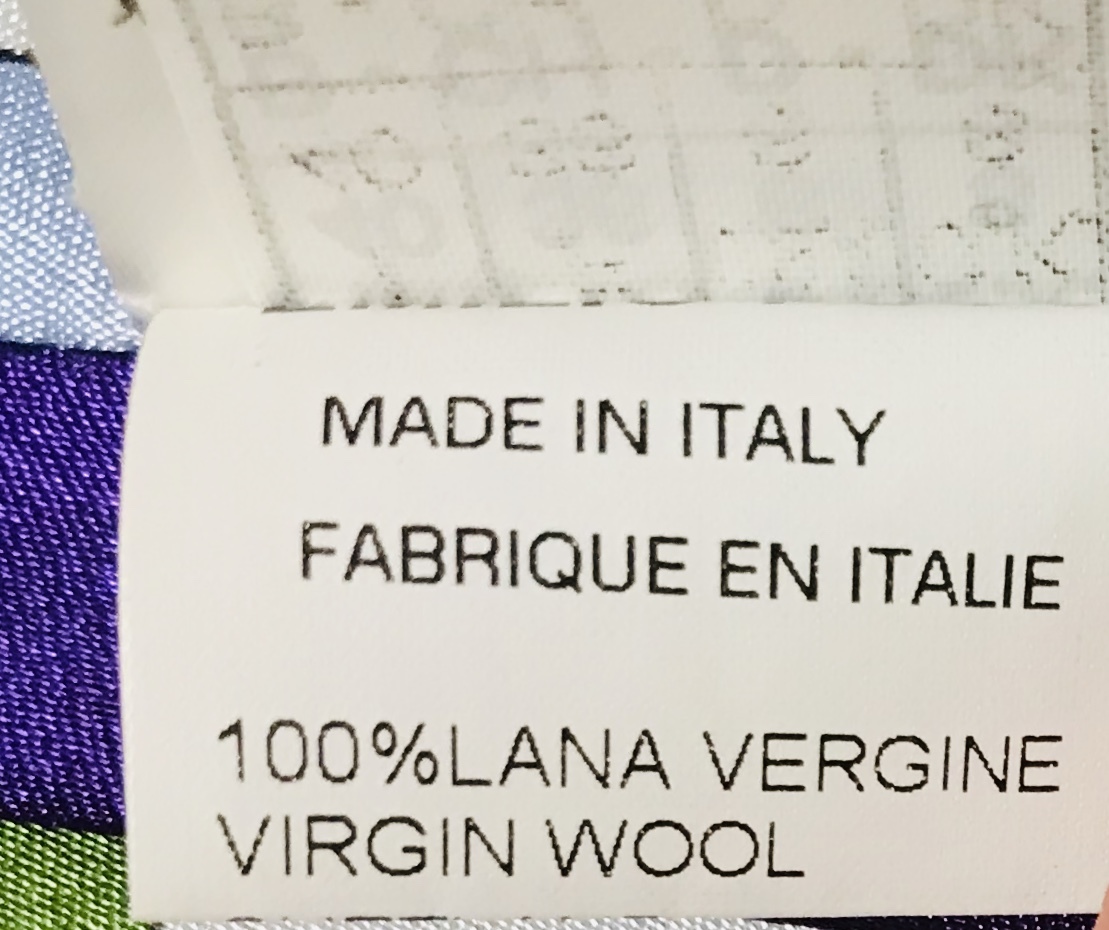 MADE IN ITALY
FABRIQUE EN ITALIE
100%LANA VERGINE
VIRGIN WOOL